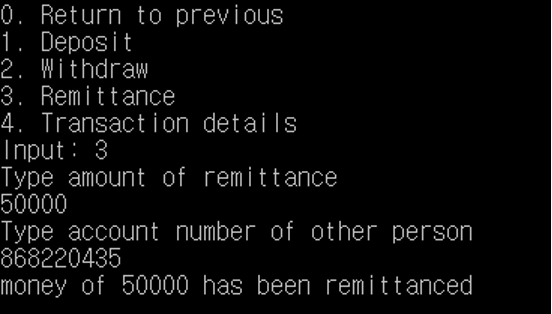 0. Return to previous
1. Deposit
2. Withdraw
3. Remittance
4. Transaction details
Input: 3
Type amount of remittance
50000
Type account number of other person
868220435
money of 50000 has been remittanced